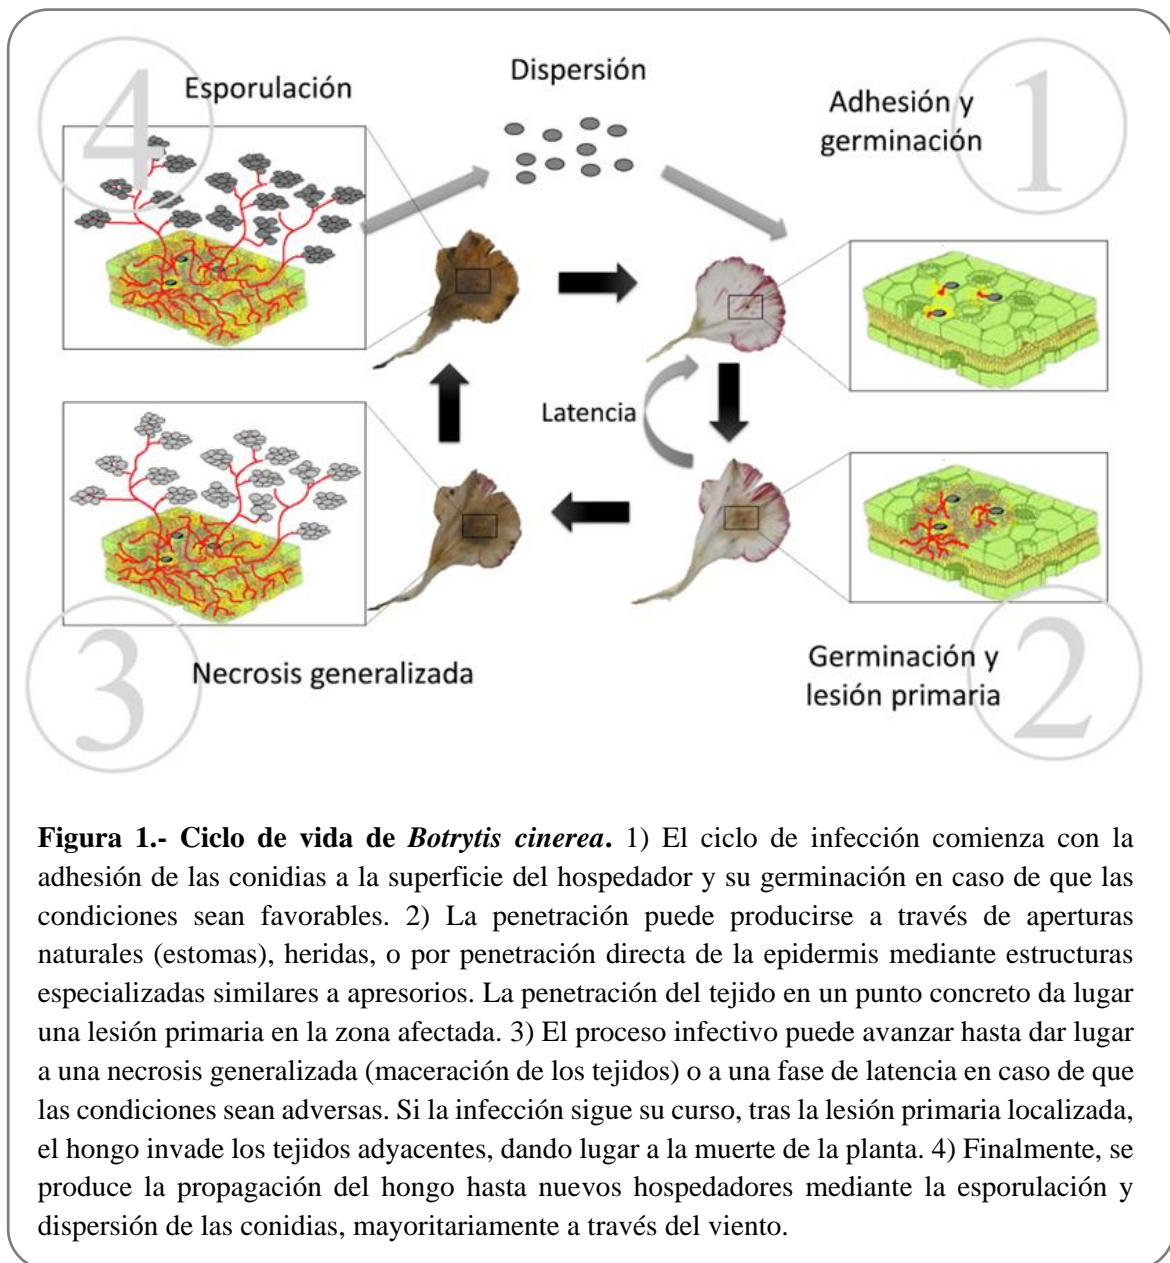 4
Esporulación
Dispersión
1
Adhesión y
germinación
Latencia
3
Necrosis generalizada
Germinación y
lesión primaria
2
Figura 1.- Ciclo de vida de Botrytis cinerea. 1) El ciclo de infección comienza con la
adhesión de las conidias a la superficie del hospedador y su germinación en caso de que las
condiciones sean favorables. 2) La penetración puede producirse a través de aperturas
naturales (estomas), heridas, o por penetración directa de la epidermis mediante estructuras
especializadas similares a apresorios. La penetración del tejido en un punto concreto da lugar
una lesión primaria en la zona afectada. 3) El proceso infectivo puede avanzar hasta dar lugar
a una necrosis generalizada (maceración de los tejidos) o a una fase de latencia en caso de que
las condiciones sean adversas. Si la infección sigue su curso, tras la lesión primaria localizada,
el hongo invade los tejidos adyacentes, dando lugar a la muerte de la planta. 4) Finalmente, se
produce la propagación del hongo hasta nuevos hospedadores mediante la esporulación y
dispersión de las conidias, mayoritariamente a través del viento.